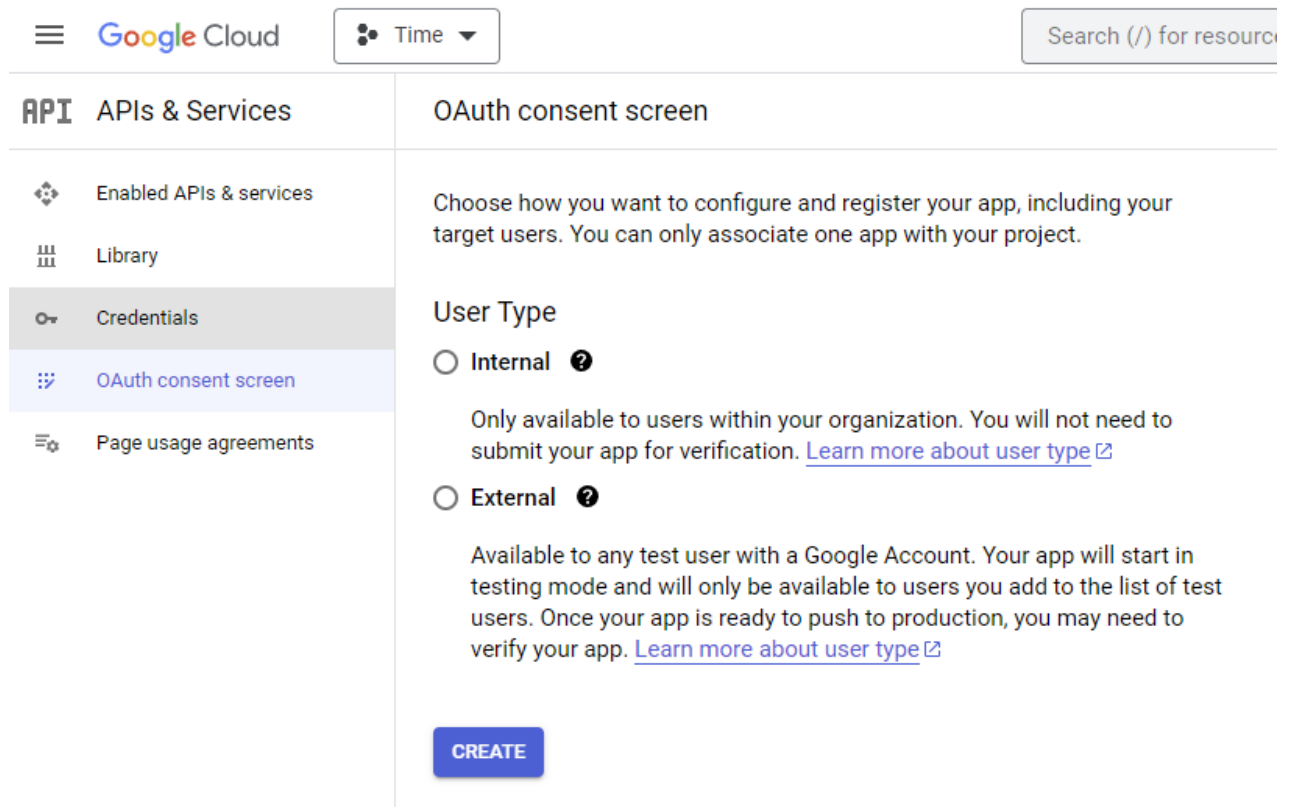 Google Cloud
Time
Search (/) for resourc
API APIs & Services
OAuth consent screen
Enabled APIs & services
Library
Credentials
OAuth consent screen
Page usage agreements
Choose how you want to configure and register your app, including your
target users. You can only associate one app with your project.
User Type
Internal
Only available to users within your organization. You will not need to
submit your app for verification. Learn more about user type
External
Available to any test user with a Google Account. Your app will start in
testing mode and will only be available to users you add to the list of test
users. Once your app is ready to push to production, you may need to
verify your app. Learn more about user type
CREATE